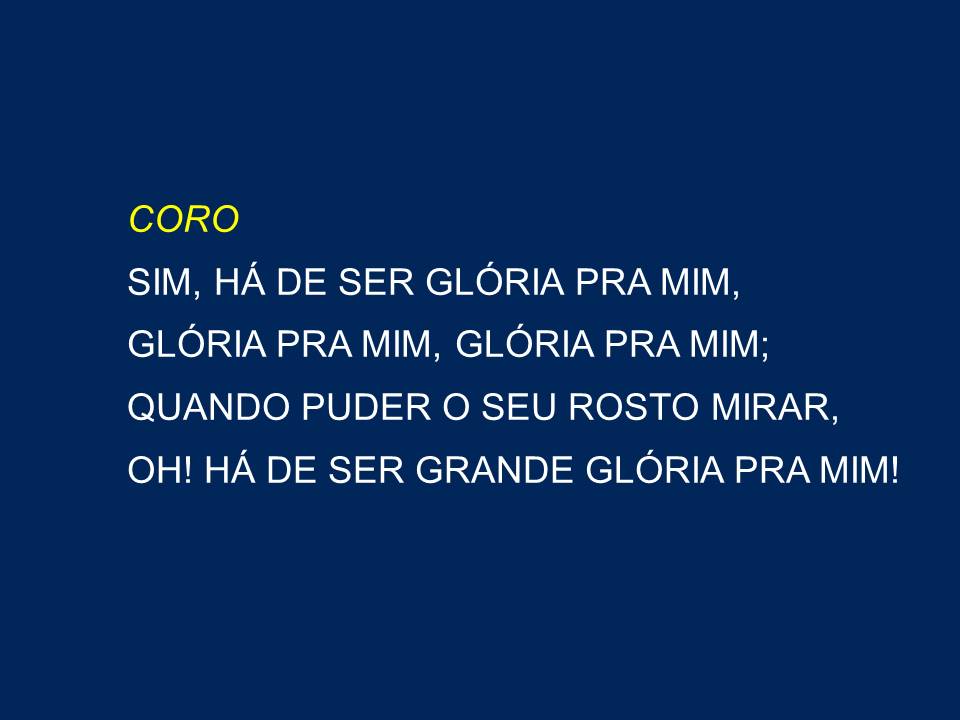 CORO
SIM, HÁ DE SER GLÓRIA PRA MIM,
GLÓRIA PRA MIM, GLÓRIA PRA MIM;
QUANDO PUDER O SEU ROSTO MIRAR,
OH! HÁ DE SER GRANDE GLÓRIA PRA MIM!